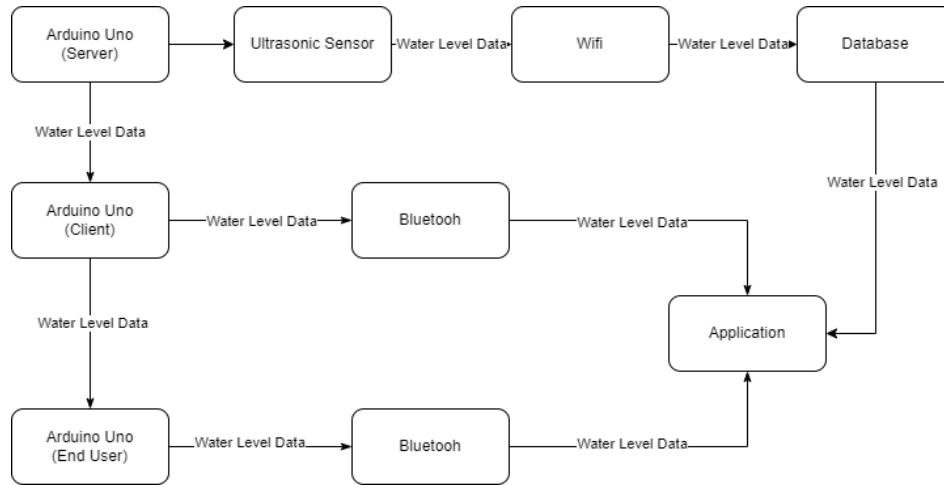 Arduino Uno
(Server)
Ultrasonic Sensor
Water Level Data
Wifi
Water Level Data
Database
Water Level Data
Water Level Data
Arduino Uno
(Client)
Water Level Data
Bluetooh
Water Level Data
Water Level Data
Application
Arduino Uno
(End User)
Water Level Data
Bluetooh
Water Level Data